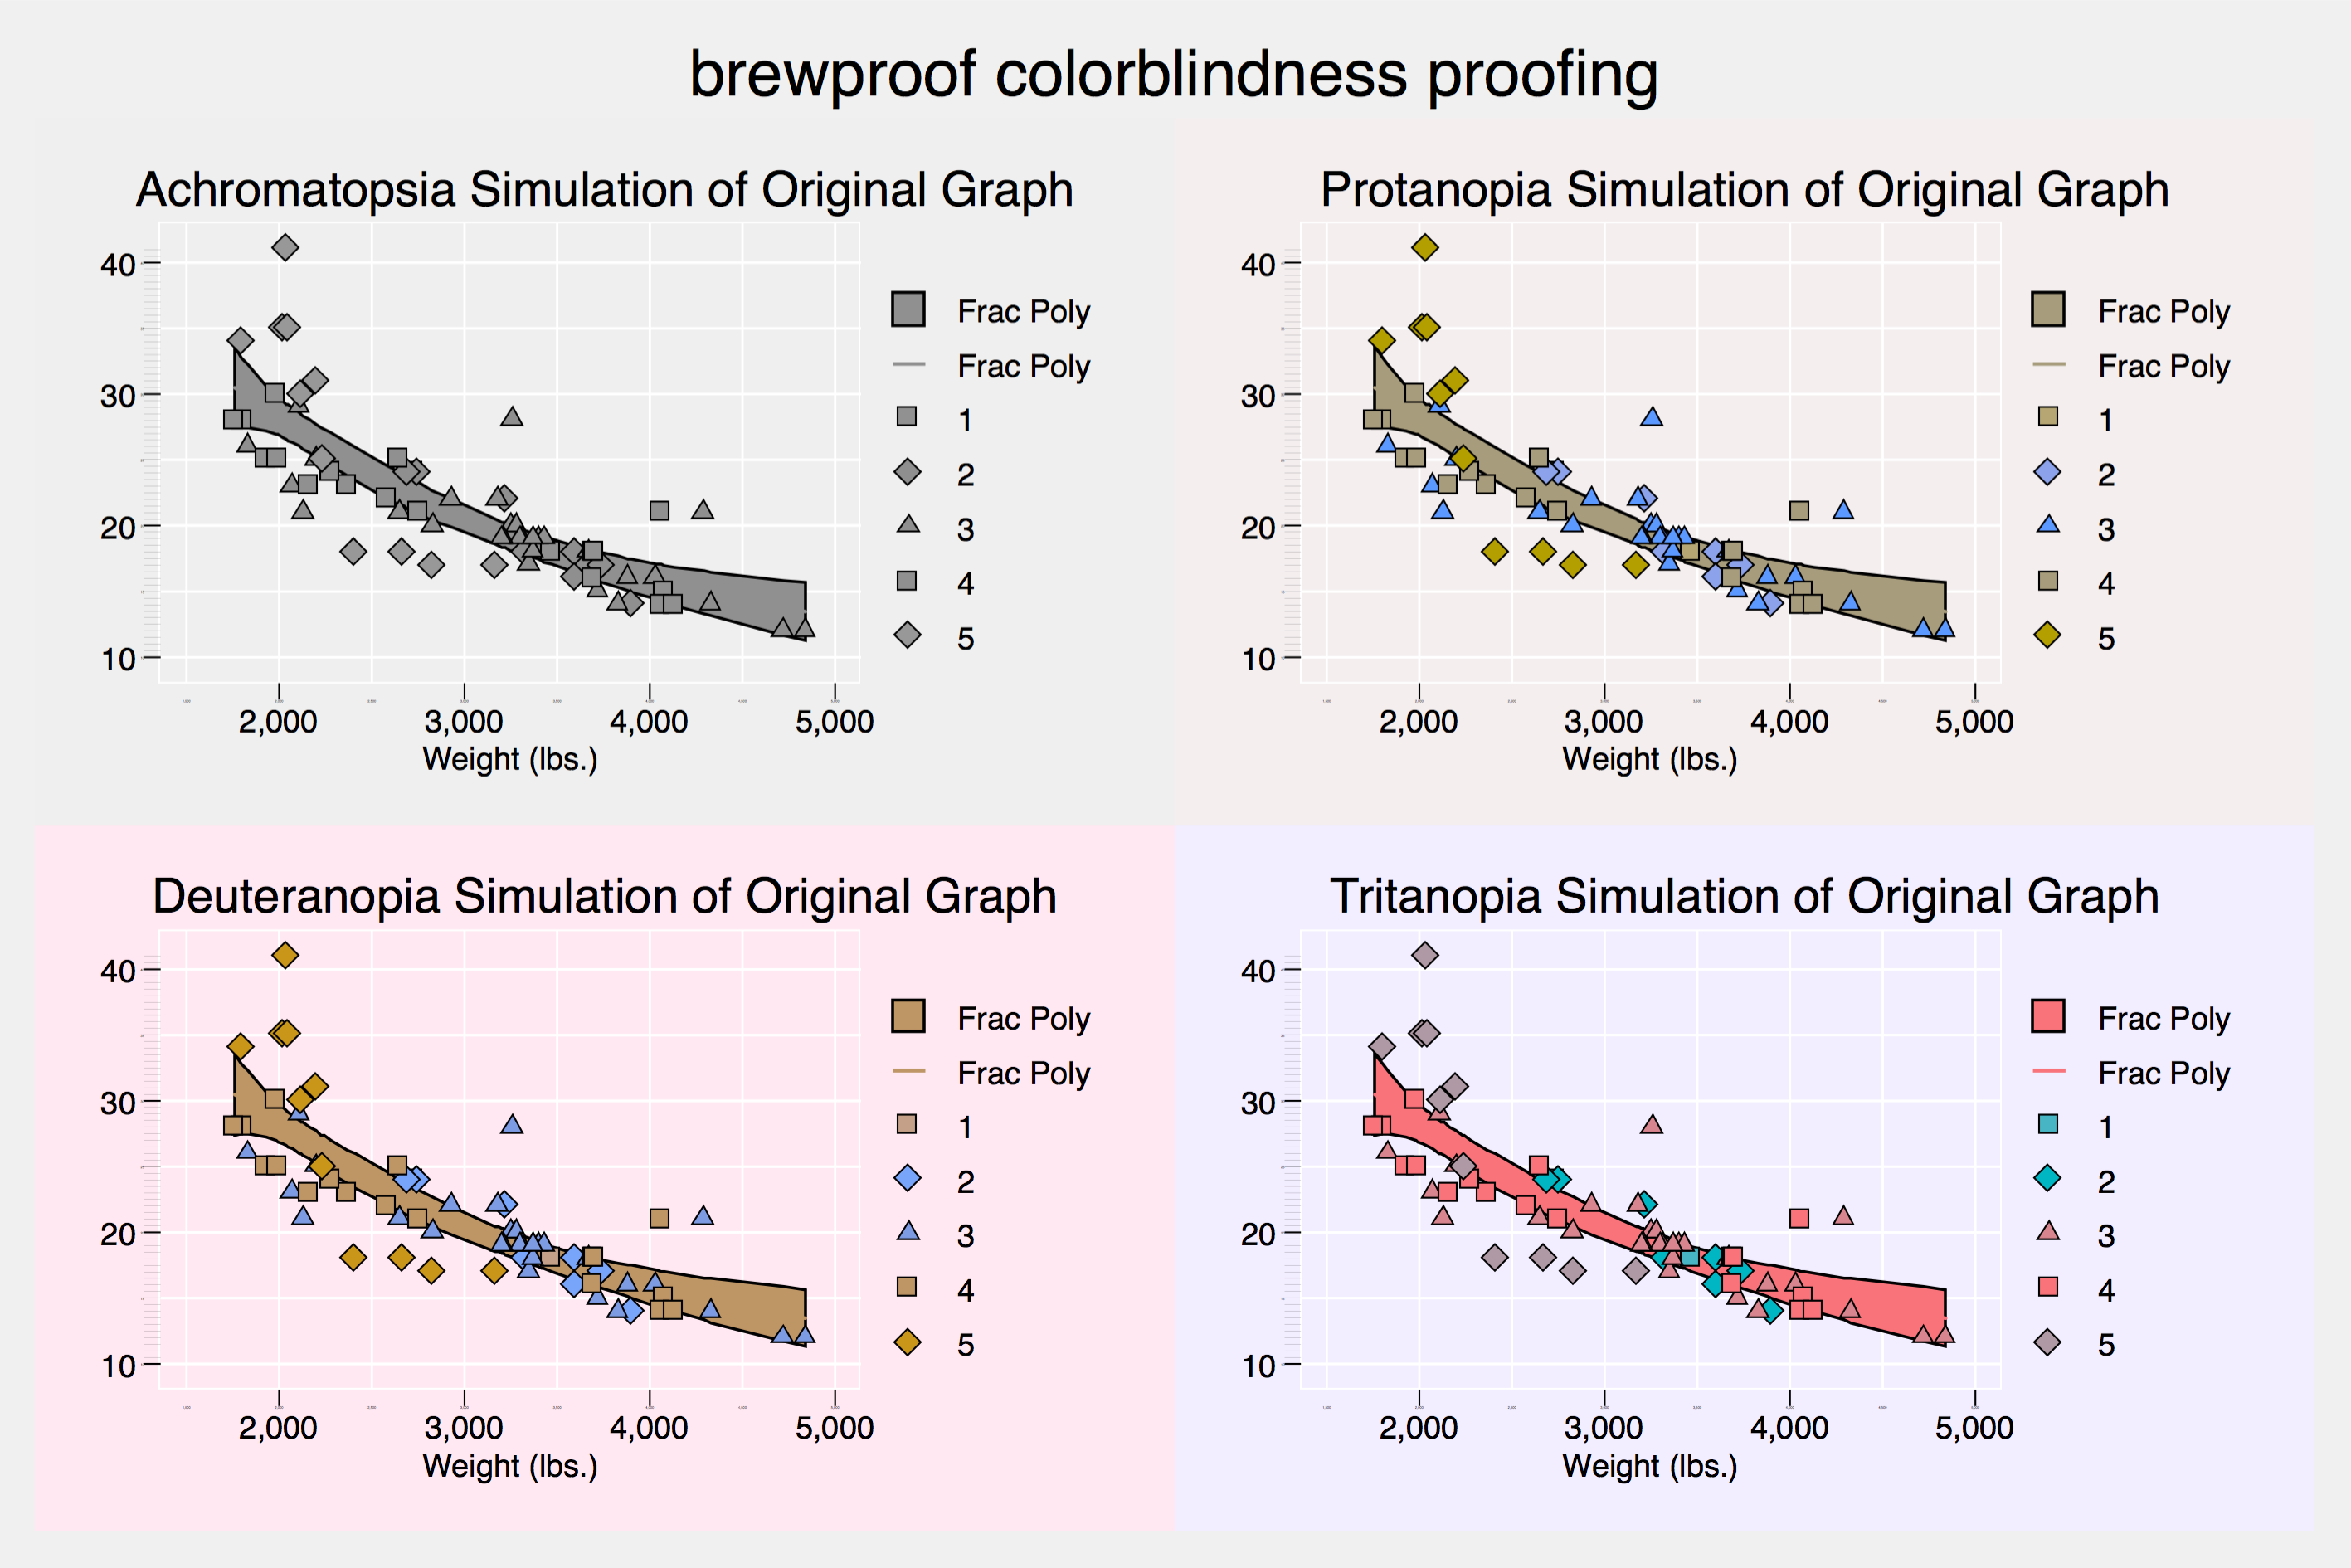 brewproof colorblindness proofing
Achromatopsia Simulation of Original Graph
40
30
20
10
2,000 3,000 4,000 5,000
Weight (lbs.)
Frac Poly
Frac Poly
1
2
3
4
5
Protanopia Simulation of Original Graph
40
30
20
10
2,000 3,000 4,000 5,000
Weight (lbs.)
Frac Poly
Frac Poly
1
2
3
4
5
Deuteranopia Simulation of Original Graph
40
30
20
10
2,000 3,000 4,000 5,000
Weight (lbs.)
Frac Poly
Frac Poly
1
2
3
4
5
Tritanopia Simulation of Original Graph
40
30
20
10
2,000 3,000 4,000 5,000
Weight (lbs.)
Frac Poly
Frac Poly
1
2
3
4
5